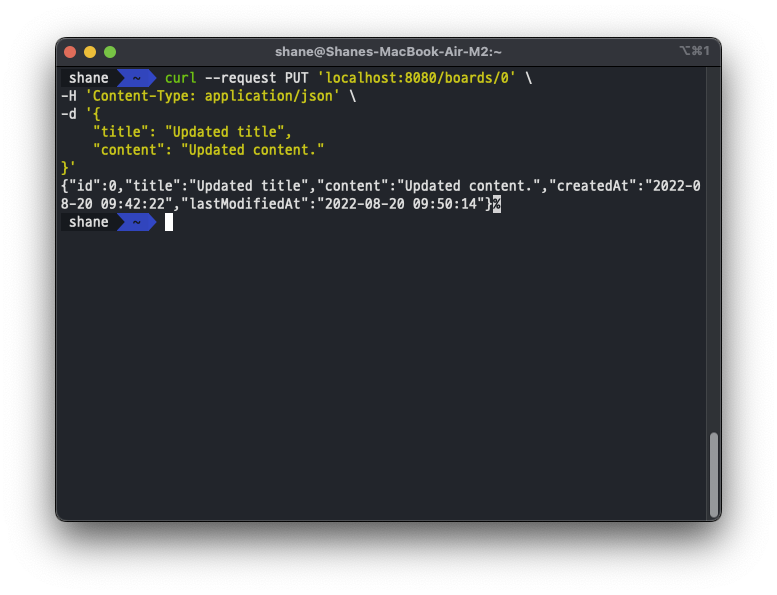 shane@Shanes-MacBook-Air-M2:~ ⌥⌘1
shane ~ curl --request PUT 'localhost:8080/boards/0' \
-H 'Content-Type: application/json' \
-d '{
    "title": "Updated title",
    "content": "Updated content."
}'
{"id":0,"title":"Updated title","content":"Updated content.","createdAt":"2022-0
8-20 09:42:22","lastModifiedAt":"2022-08-20 09:50:14"}%
shane ~